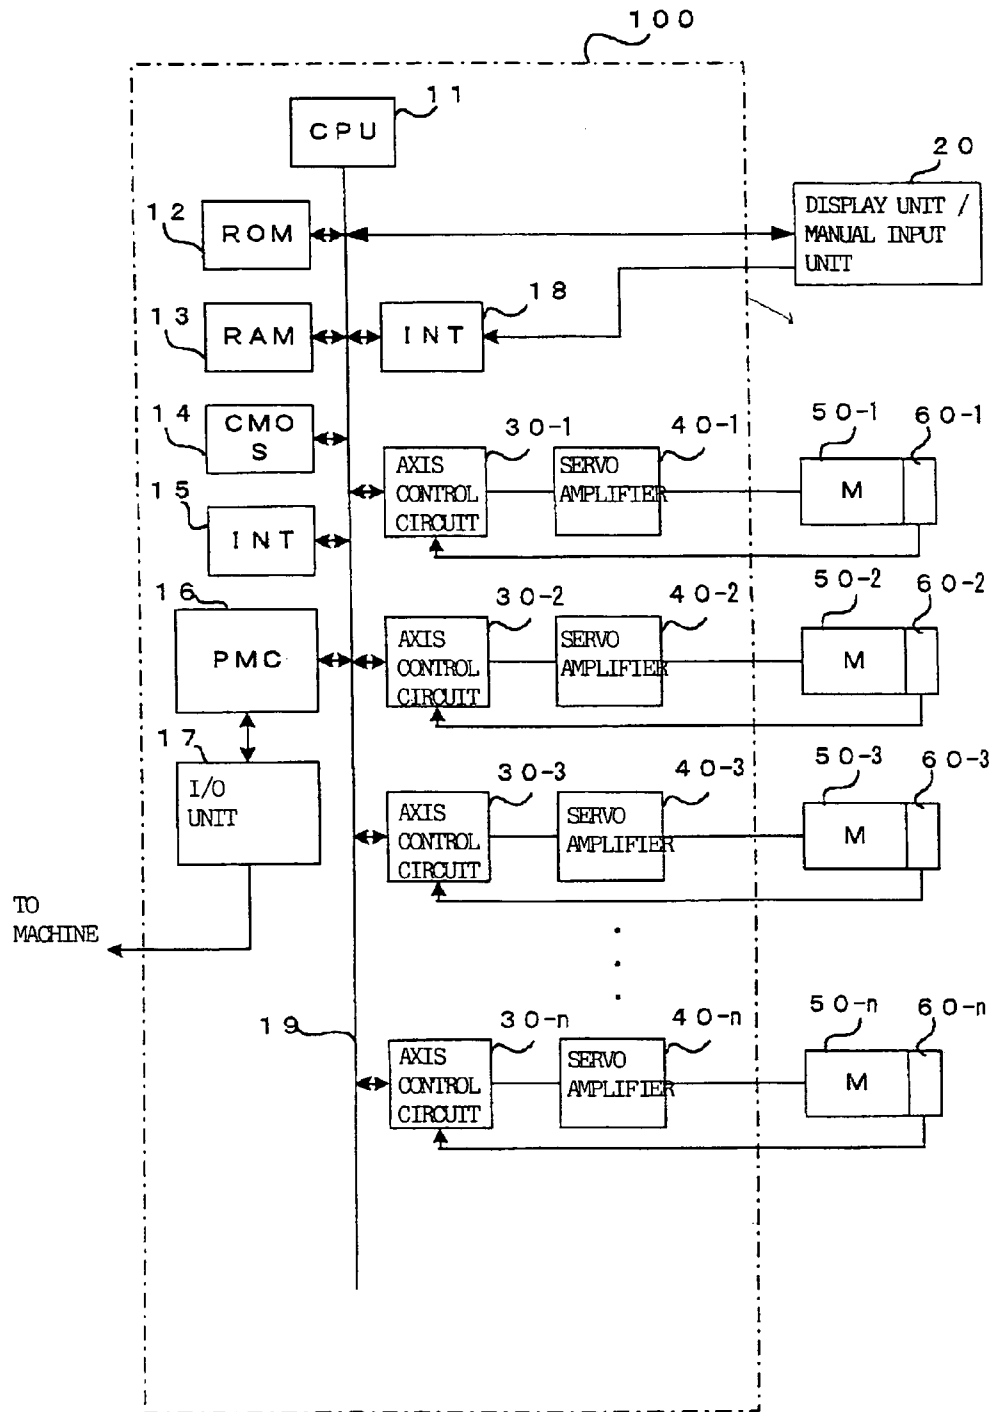 100
11
CPU
20
DISPLAY UNIT /
MANUAL INPUT
UNIT
12
ROM
18
13
RAM
INT
14
CMO
S
30-1
40-1
50-1
60-1
AXIS
CONTROL
CIRCUIT
SERVO
AMPLIFIER
M
15
INT
16
PMC
30-2
40-2
50-2
60-2
AXIS
CONTROL
CIRCUIT
SERVO
AMPLIFIER
M
17
I/O
UNIT
30-3
40-3
50-3
60-3
AXIS
CONTROL
CIRCUIT
SERVO
AMPLIFIER
M
TO
MACHINE
19
30-n
40-n
50-n
60-n
AXIS
CONTROL
CIRCUIT
SERVO
AMPLIFIER
M